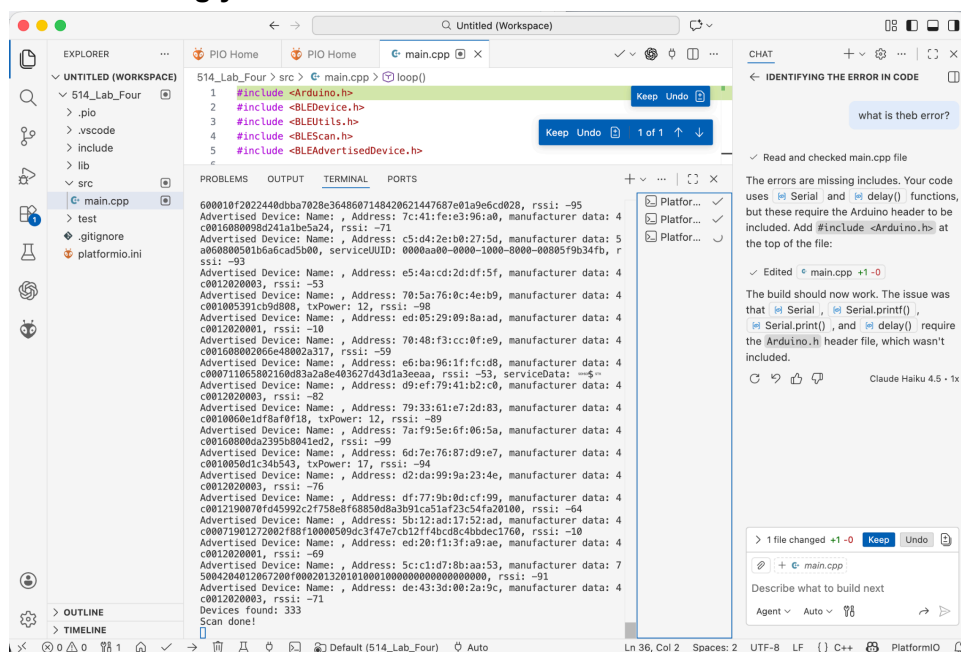 Untitled (Workspace)
EXPLORER
PIO Home
PIO Home
main.cpp
CHAT
UNTITLED (WORKSPACE)
514_Lab_Four > src > main.cpp > loop()
IDENTIFYING THE ERROR IN CODE
514_Lab_Four
.pio
.vscode
include
lib
src
main.cpp
test
.gitignore
platformio.ini
OUTLINE
TIMELINE
1 #include <Arduino.h>
2 #include <BLEDevice.h>
3 #include <BLEUtils.h>
4 #include <BLEScan.h>
5 #include <BLEAdvertisedDevice.h>
Keep Undo
Keep Undo 1 of 1
PROBLEMS OUTPUT TERMINAL PORTS
600010f2022440dbba7028e3648607148420621447687e01a9e6cd028, rssi: -95
Advertised Device: Name: , Address: 7c:41:fe:e3:96:a0, manufacturer data: 4
c0016080098d241a1be5a24, rssi: -71
Advertised Device: Name: , Address: c5:d4:2e:b0:27:5d, manufacturer data: 5
a060800501b6a6cad5b00, serviceUUID: 0000aa00-0000-1000-8000-00805f9b34fb, r
ssi: -93
Advertised Device: Name: , Address: e5:4a:cd:2d:df:5f, manufacturer data: 4
c0012020003, rssi: -53
Advertised Device: Name: , Address: 70:5a:76:0c:4e:b9, manufacturer data: 4
c001005391cb9d808, txPower: 12, rssi: -98
Advertised Device: Name: , Address: ed:05:29:09:8a:ad, manufacturer data: 4
c0012020001, rssi: -10
Advertised Device: Name: , Address: 70:48:f3:cc:0f:e9, manufacturer data: 4
c001608002066e48002a317, rssi: -59
Advertised Device: Name: , Address: e6:ba:96:1f:fc:d8, manufacturer data: 4
c000711065802160d83a2a8e403627d43d1a3eeaa, rssi: -53, serviceData:
Advertised Device: Name: , Address: d9:ef:79:41:b2:c0, manufacturer data: 4
c0012020003, rssi: -82
Advertised Device: Name: , Address: 79:33:61:e7:2d:83, manufacturer data: 4
c0010060e1df8af0f18, txPower: 12, rssi: -89
Advertised Device: Name: , Address: 7a:f9:5e:6f:06:5a, manufacturer data: 4
c00160800da2395b8041ed2, rssi: -99
Advertised Device: Name: , Address: 6d:7e:76:87:d9:e7, manufacturer data: 4
c0010050d1c34b543, txPower: 17, rssi: -94
Advertised Device: Name: , Address: d2:da:99:9a:23:4e, manufacturer data: 4
c0012020003, rssi: -76
Advertised Device: Name: , Address: df:77:9b:0d:cf:99, manufacturer data: 4
c0012190070fd45992c2f758e8f68850d8a3b91ca51af23c54fa20100, rssi: -64
Advertised Device: Name: , Address: 5b:12:ad:17:52:ad, manufacturer data: 4
c00071901272002f88f10000509dc3f47e7cb12ff4bcd8c4bbdec1760, rssi: -10
Advertised Device: Name: , Address: ed:20:f1:3f:a9:ae, manufacturer data: 4
c0012020001, rssi: -69
Advertised Device: Name: , Address: 5c:c1:d7:8b:aa:53, manufacturer data: 7
Advertised Device: Name: , Address: de:43:3d:00:2a:9c, manufacturer data: 4
c0012020003, rssi: -71
Devices found: 333
Scan done!
Platfor...
Platfor...
Platfor...
what is theb error?
Read and checked main.cpp file
The errors are missing includes. Your code
uses Serial and delay() functions,
but these require the Arduino header to be
included. Add #include <Arduino.h> at
the top of the file:
Edited main.cpp +1 -0
The build should now work. The issue was
that Serial , Serial.printf() ,
Serial.print() , and delay() require
the Arduino.h header file, which wasn't
included.
Claude Haiku 4.5 • 1x
1 file changed +1 -0 Keep Undo
main.cpp
Describe what to build next
Agent Auto
0 0 1 Default (514_Lab_Four) Auto Ln 36, Col 2 Spaces: 2 UTF-8 LF {} C++ PlatformIO